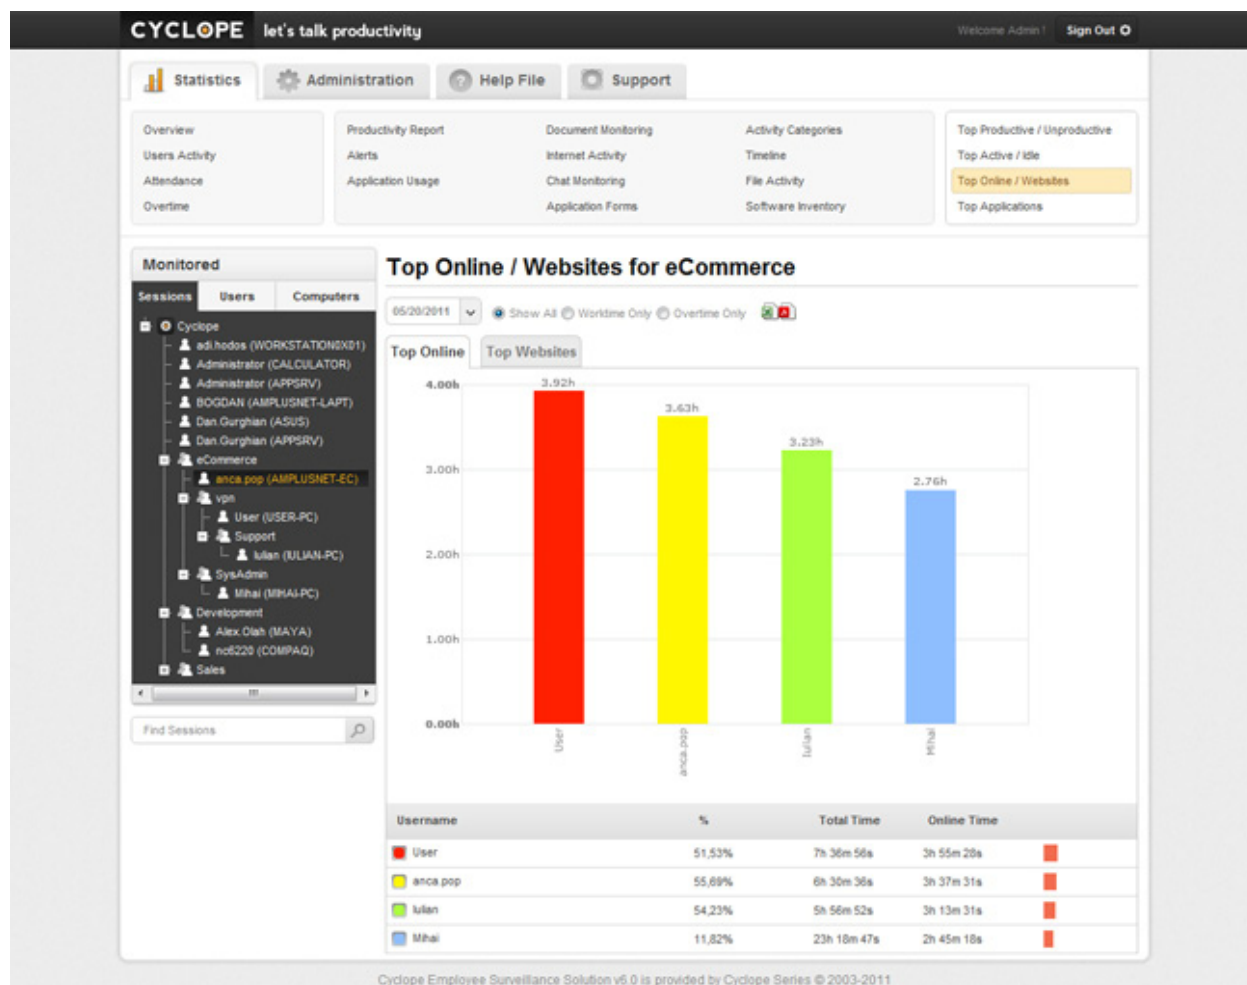 CYCLOPE let's talk productivity
Welcome Admin !
Sign Out
Statistics
Administration
Help File
Support
Overview
Users Activity
Attendance
Overtime
Productivity Report
Alerts
Application Usage
Document Monitoring
Internet Activity
Chat Monitoring
Application Forms
Activity Categories
Timeline
File Activity
Software Inventory
Top Productive / Unproductive
Top Active / Idle
Top Online / Websites
Top Applications
Monitored
Sessions Users Computers
Cyclope
adi.hodos (WORKSTATION0X01)
Administrator (CALCULATOR)
Administrator (APPSRV)
BOGDAN (AMPLUSNET-LAPT)
Dan.Gurghian (ASUS)
Dan.Gurghian (APPSRV)
eCommerce
anca.pop (AMPLUSNET-EC)
vpn
User (USER-PC)
Support
Iulian (IULIAN-PC)
SysAdmin
Mihai (MIHAI-PC)
Development
Alex.Olah (MAYA)
nc6220 (COMPAQ)
Sales
Find Sessions
Top Online / Websites for eCommerce
05/20/2011
Show All Worktime Only Overtime Only
Top Online Top Websites
4.00h
3.00h
2.00h
1.00h
0.00h
3.92h
3.63h
3.23h
2.76h
User
anca.pop
Iulian
Mihai
Username % Total Time Online Time
User 51,53% 7h 36m 56s 3h 55m 28s
anca.pop 55,69% 6h 30m 36s 3h 37m 31s
Iulian 54,23% 5h 56m 52s 3h 13m 31s
Mihai 11,82% 23h 18m 47s 2h 45m 18s
Cyclope Employee Surveillance Solution v6.0 is provided by Cyclope Series © 2003-2011